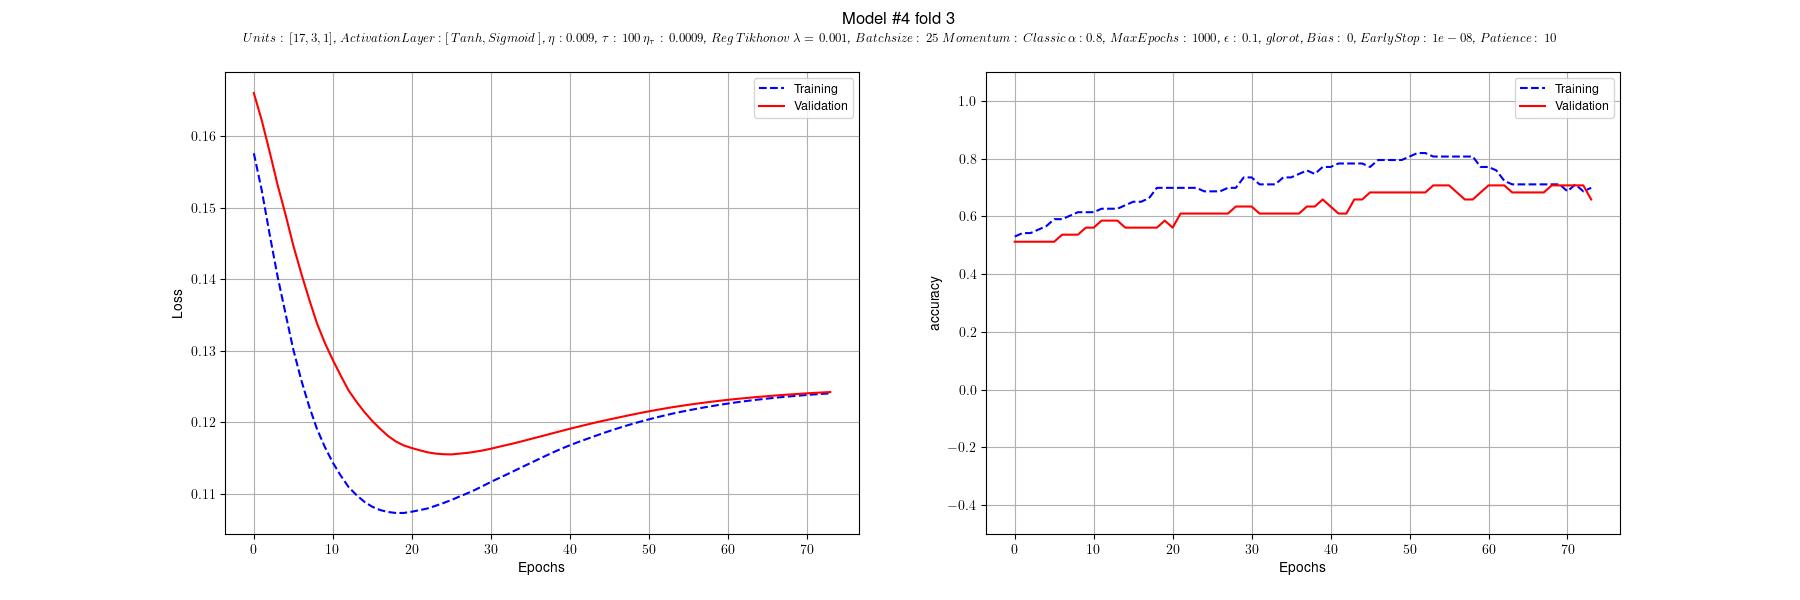 Model #4 fold 3
Units : [17, 3, 1], ActivationLayer : [Tanh, Sigmoid ], η : 0.009, τ : 100 η_τ : 0.0009, Reg Tikhonov λ = 0.001, Batchsize : 25 Momentum : Classic α : 0.8, MaxEpochs : 1000, ϵ : 0.1, glorot, Bias : 0, EarlyStop : 1e − 08, Patience : 10
Training
Validation
0.16
0.15
0.14
0.13
0.12
0.11
Loss
0 10 20 30 40 50 60 70
Epochs
Training
Validation
1.0
0.8
0.6
0.4
0.2
0.0
−0.2
−0.4
accuracy
0 10 20 30 40 50 60 70
Epochs